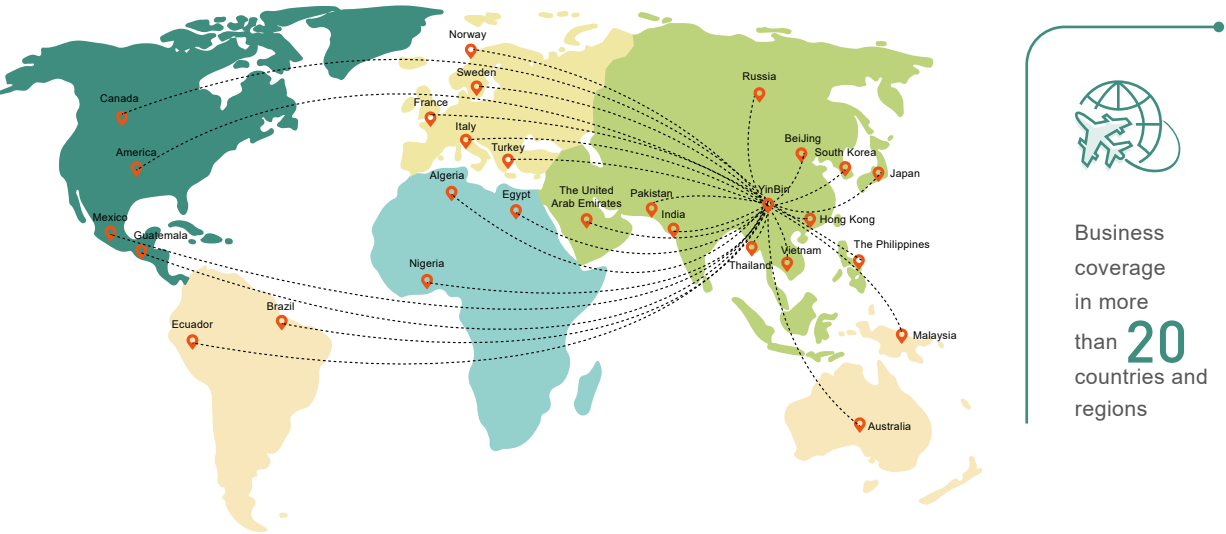 Norway
Sweden
Russia
Canada
France
Italy
BeiJing
America
Turkey
South Korea
Algeria
Japan
Egypt
The United
Arab Emirates
Pakistan
YinBin
Mexico
India
Hong Kong
Guatemala
The Philippines
Vietnam
Thailand
Nigeria
Brazil
Ecuador
Malaysia
Australia
Business
coverage
in more
than 20
countries and
regions